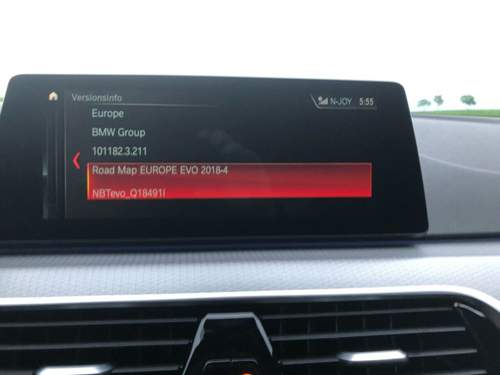 Versionsinfo N-JOY 5:55
Europe
BMW Group
101182.3.211
Road Map EUROPE EVO 2018-4
NBTevo_Q18491I